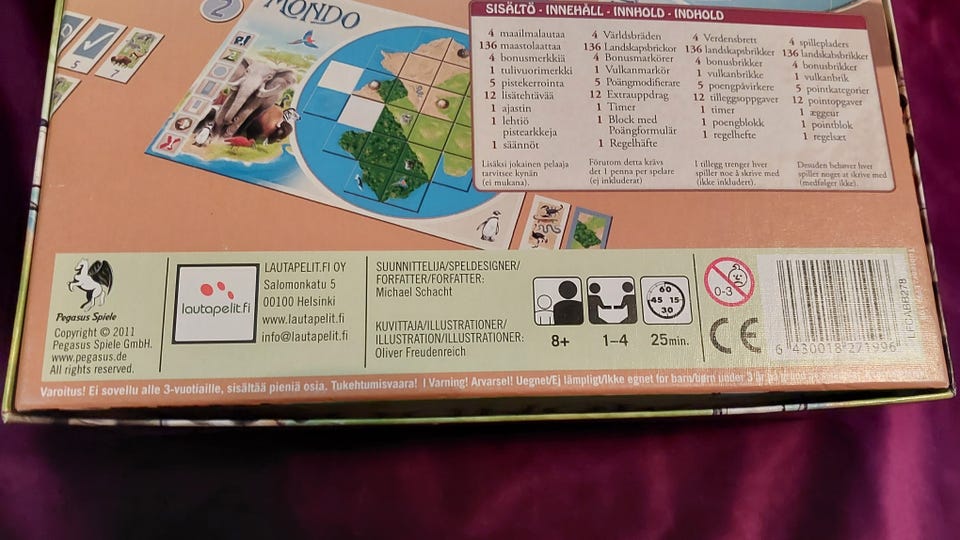 2
MONDO
5
7
SISÄLTÖ - INNEHÅLL - INNHOLD - INDHOLD
4 maailmalautaa
136 maastolaattaa
4 bonusmerkkiä
1 tulivuorimerkki
5 pistekerrointa
12 lisätehtävää
1 ajastin
1 lehtiö
pistearkkeja
1 säännöt
Lisäksi jokainen pelaaja
tarvitsee kynän
(ei mukana).
4 Världsbräden
136 Landskapsbrickor
4 Bonusmarkörer
1 Vulkanmarkör
5 Poängmodifierare
12 Extrauppdrag
1 Timer
1 Block med
Poängformulär
1 Regelhäfte
Förutom detta krävs
det 1 penna per spelare
(ej inkluderat)
4 Verdensbrett
136 landskapsbrikker
4 bonusbrikker
1 vulkanbrikke
5 poengpåvirkere
12 tilleggsoppgaver
1 timer
1 poengblokk
1 regelhefte
I tillegg trenger hver
spiller noe å skrive med
(ikke inkludert).
4 spilleplader
136 landskabsbrikker
4 bonusbrikker
1 vulkanbrik
5 pointkategorier
12 pointopgaver
1 æggeur
1 pointblok
1 regelsæt
Desuden behøver hver
spiller noget at skrive med
(medfølger ikke).
Pegasus Spiele
Copyright © 2011
Pegasus Spiele GmbH.
www.pegasus.de
All rights reserved.
lautapelit.fi
LAUTAPELIT.FI OY
Salomonkatu 5
00100 Helsinki
www.lautapelit.fi
info@lautapelit.fi
SUUNNITTELIJA/SPELDESIGNER/
FORFATTER/FORFATTER:
Michael Schacht
KUVITTAJA/ILLUSTRATIONER/
ILLUSTRATION/ILLUSTRATIONER:
Oliver Freudenreich
8+
1–4
60
45 15
30
25min.
0-3
CE
6 430018 271996
LFOABB278
Varoitus! Ei sovellu alle 3-vuotiaille, sisältää pieniä osia. Tukehtumisvaara! | Varning! Arvarsel! Uegnet/Ej lämpligt/Ikke egnet for barn/børn under 3 år